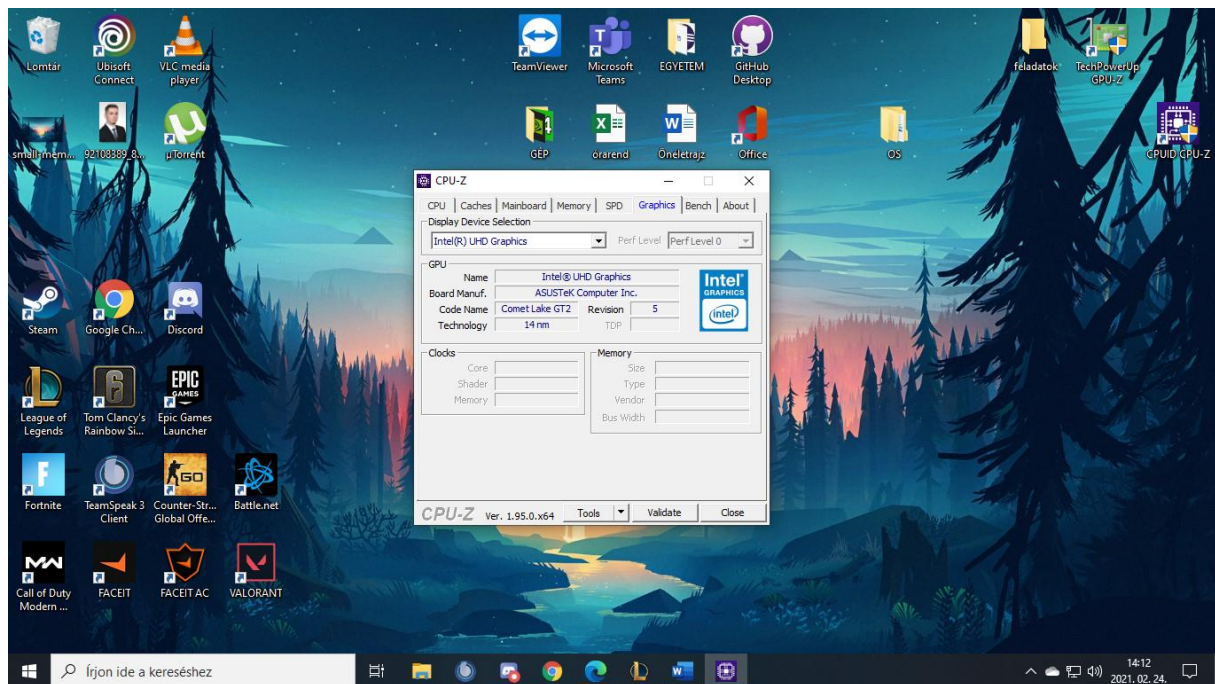 Lomtár
Ubisoft
Connect
VLC media
player
TeamViewer
Microsoft
Teams
EGYETEM
GitHub
Desktop
feladatok
TechPowerUp
GPU-Z
small-mem...
92108389_8...
µTorrent
GÉP
órarend
Önéletrajz
Office
OS
CPUID CPU-Z
CPU-Z
CPU
Caches
Mainboard
Memory
SPD
Graphics
Bench
About
Display Device Selection
Intel(R) UHD Graphics
Perf Level
Perf Level 0
GPU
Name
Intel® UHD Graphics
Board Manuf.
ASUSTeK Computer Inc.
Code Name
Comet Lake GT2
Revision
5
Technology
14 nm
TDP
Intel®
GRAPHICS
intel
Clocks
Core
Shader
Memory
Memory
Size
Type
Vendor
Bus Width
CPU-Z
Ver. 1.95.0.x64
Tools
Validate
Close
Steam
Google Ch...
Discord
League of
Legends
Tom Clancy's
Rainbow Si...
EPIC
GAMES
Epic Games
Launcher
Fortnite
TeamSpeak 3
Client
GO
Counter-Str...
Global Offe...
Battle.net
MW
Call of Duty
Modern ...
FACEIT
FACEIT AC
VALORANT
Írjon ide a kereséshez
14:12
2021. 02. 24.